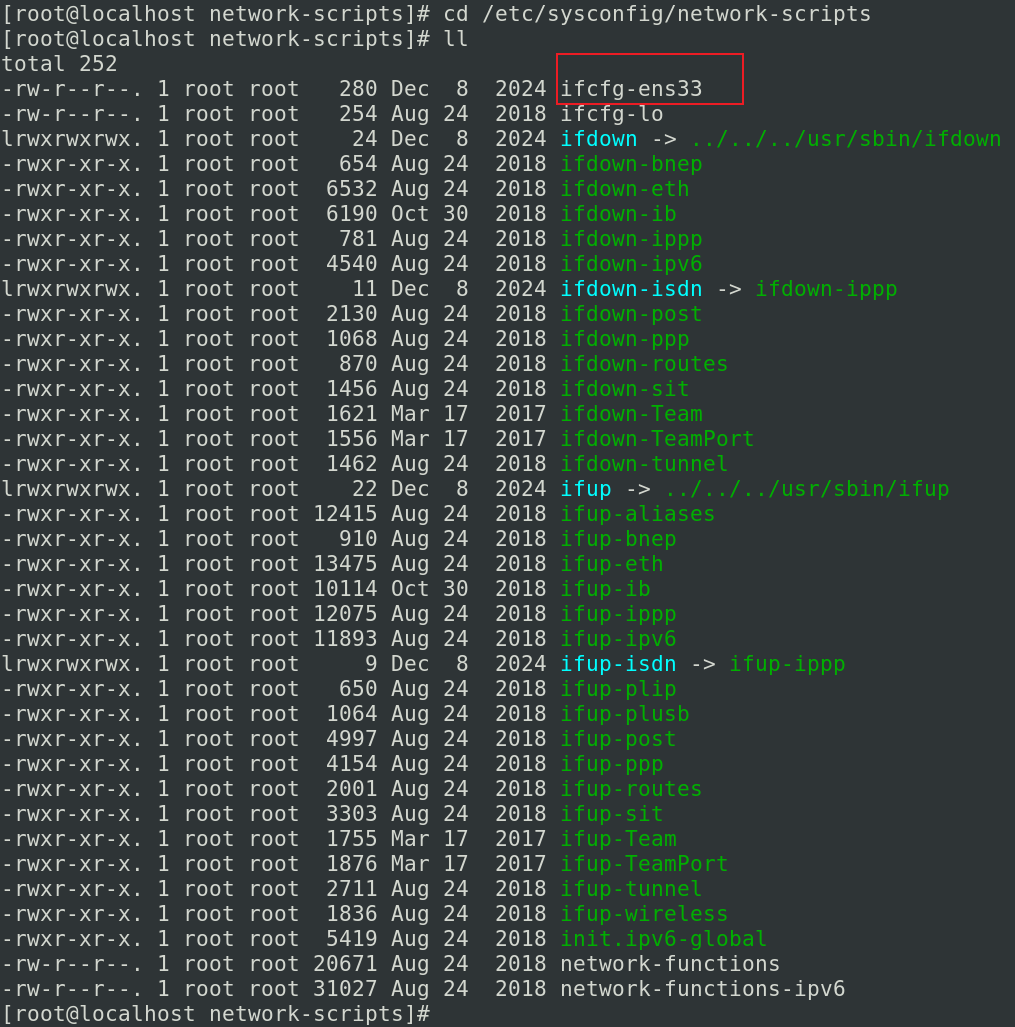 [root@localhost network-scripts]# cd /etc/sysconfig/network-scripts
[root@localhost network-scripts]# ll
total 252
-rw-r--r--. 1 root root   280 Dec  8  2024 ifcfg-ens33
-rw-r--r--. 1 root root   254 Aug 24  2018 ifcfg-lo
lrwxrwxrwx. 1 root root    24 Dec  8  2024 ifdown -> ../../../usr/sbin/ifdown
-rwxr-xr-x. 1 root root   654 Aug 24  2018 ifdown-bnep
-rwxr-xr-x. 1 root root  6532 Aug 24  2018 ifdown-eth
-rwxr-xr-x. 1 root root  6190 Oct 30  2018 ifdown-ib
-rwxr-xr-x. 1 root root   781 Aug 24  2018 ifdown-ippp
-rwxr-xr-x. 1 root root  4540 Aug 24  2018 ifdown-ipv6
lrwxrwxrwx. 1 root root    11 Dec  8  2024 ifdown-isdn -> ifdown-ippp
-rwxr-xr-x. 1 root root  2130 Aug 24  2018 ifdown-post
-rwxr-xr-x. 1 root root  1068 Aug 24  2018 ifdown-ppp
-rwxr-xr-x. 1 root root   870 Aug 24  2018 ifdown-routes
-rwxr-xr-x. 1 root root  1456 Aug 24  2018 ifdown-sit
-rwxr-xr-x. 1 root root  1621 Mar 17  2017 ifdown-Team
-rwxr-xr-x. 1 root root  1556 Mar 17  2017 ifdown-TeamPort
-rwxr-xr-x. 1 root root  1462 Aug 24  2018 ifdown-tunnel
lrwxrwxrwx. 1 root root    22 Dec  8  2024 ifup -> ../../../usr/sbin/ifup
-rwxr-xr-x. 1 root root 12415 Aug 24  2018 ifup-aliases
-rwxr-xr-x. 1 root root   910 Aug 24  2018 ifup-bnep
-rwxr-xr-x. 1 root root 13475 Aug 24  2018 ifup-eth
-rwxr-xr-x. 1 root root 10114 Oct 30  2018 ifup-ib
-rwxr-xr-x. 1 root root 12075 Aug 24  2018 ifup-ippp
-rwxr-xr-x. 1 root root 11893 Aug 24  2018 ifup-ipv6
lrwxrwxrwx. 1 root root     9 Dec  8  2024 ifup-isdn -> ifup-ippp
-rwxr-xr-x. 1 root root   650 Aug 24  2018 ifup-plip
-rwxr-xr-x. 1 root root  1064 Aug 24  2018 ifup-plusb
-rwxr-xr-x. 1 root root  4997 Aug 24  2018 ifup-post
-rwxr-xr-x. 1 root root  4154 Aug 24  2018 ifup-ppp
-rwxr-xr-x. 1 root root  2001 Aug 24  2018 ifup-routes
-rwxr-xr-x. 1 root root  3303 Aug 24  2018 ifup-sit
-rwxr-xr-x. 1 root root  1755 Mar 17  2017 ifup-Team
-rwxr-xr-x. 1 root root  1876 Mar 17  2017 ifup-TeamPort
-rwxr-xr-x. 1 root root  2711 Aug 24  2018 ifup-tunnel
-rwxr-xr-x. 1 root root  1836 Aug 24  2018 ifup-wireless
-rwxr-xr-x. 1 root root  5419 Aug 24  2018 init.ipv6-global
-rw-r--r--. 1 root root 20671 Aug 24  2018 network-functions
-rw-r--r--. 1 root root 31027 Aug 24  2018 network-functions-ipv6
[root@localhost network-scripts]#